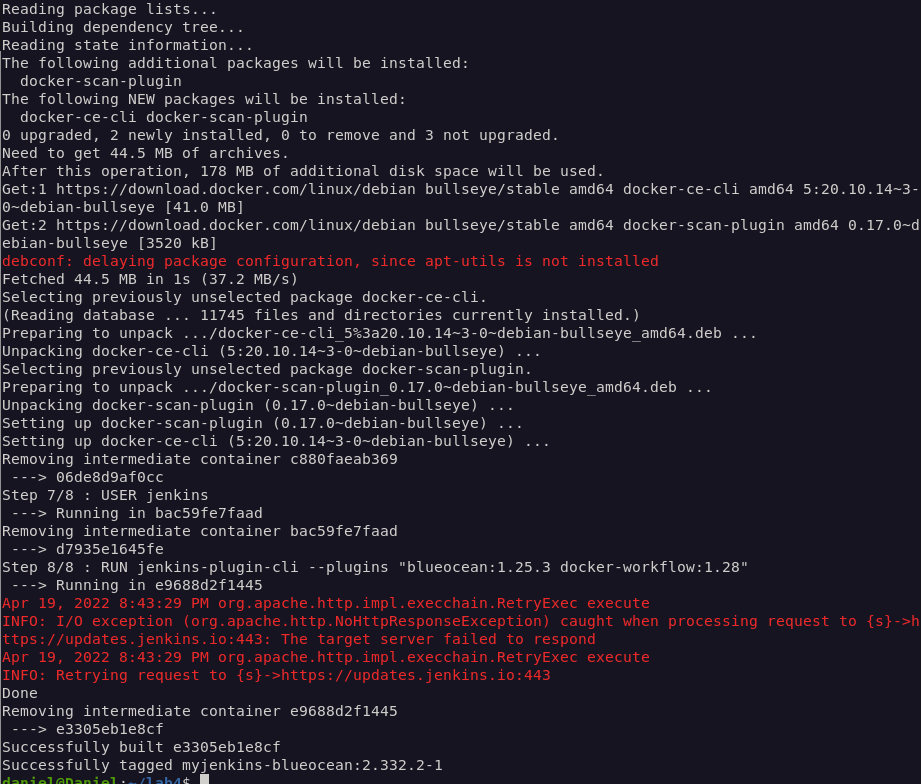 Reading package lists...
Building dependency tree...
Reading state information...
The following additional packages will be installed:
  docker-scan-plugin
The following NEW packages will be installed:
  docker-ce-cli docker-scan-plugin
0 upgraded, 2 newly installed, 0 to remove and 3 not upgraded.
Need to get 44.5 MB of archives.
After this operation, 178 MB of additional disk space will be used.
Get:1 https://download.docker.com/linux/debian bullseye/stable amd64 docker-ce-cli amd64 5:20.10.14~3-
0~debian-bullseye [41.0 MB]
Get:2 https://download.docker.com/linux/debian bullseye/stable amd64 docker-scan-plugin amd64 0.17.0~d
ebian-bullseye [3520 kB]
debconf: delaying package configuration, since apt-utils is not installed
Fetched 44.5 MB in 1s (37.2 MB/s)
Selecting previously unselected package docker-ce-cli.
(Reading database ... 11745 files and directories currently installed.)
Preparing to unpack .../docker-ce-cli_5%3a20.10.14~3-0~debian-bullseye_amd64.deb ...
Unpacking docker-ce-cli (5:20.10.14~3-0~debian-bullseye) ...
Selecting previously unselected package docker-scan-plugin.
Preparing to unpack .../docker-scan-plugin_0.17.0~debian-bullseye_amd64.deb ...
Unpacking docker-scan-plugin (0.17.0~debian-bullseye) ...
Setting up docker-scan-plugin (0.17.0~debian-bullseye) ...
Setting up docker-ce-cli (5:20.10.14~3-0~debian-bullseye) ...
Removing intermediate container c880faeab369
 ---> 06de8d9af0cc
Step 7/8 : USER jenkins
 ---> Running in bac59fe7faad
Removing intermediate container bac59fe7faad
 ---> d7935e1645fe
Step 8/8 : RUN jenkins-plugin-cli --plugins "blueocean:1.25.3 docker-workflow:1.28"
 ---> Running in e9688d2f1445
Apr 19, 2022 8:43:29 PM org.apache.http.impl.execchain.RetryExec execute
INFO: I/O exception (org.apache.http.NoHttpResponseException) caught when processing request to {s}->h
ttps://updates.jenkins.io:443: The target server failed to respond
Apr 19, 2022 8:43:29 PM org.apache.http.impl.execchain.RetryExec execute
INFO: Retrying request to {s}->https://updates.jenkins.io:443
Done
Removing intermediate container e9688d2f1445
 ---> e3305eb1e8cf
Successfully built e3305eb1e8cf
Successfully tagged myjenkins-blueocean:2.332.2-1
daniel@Daniel:~/lab4$